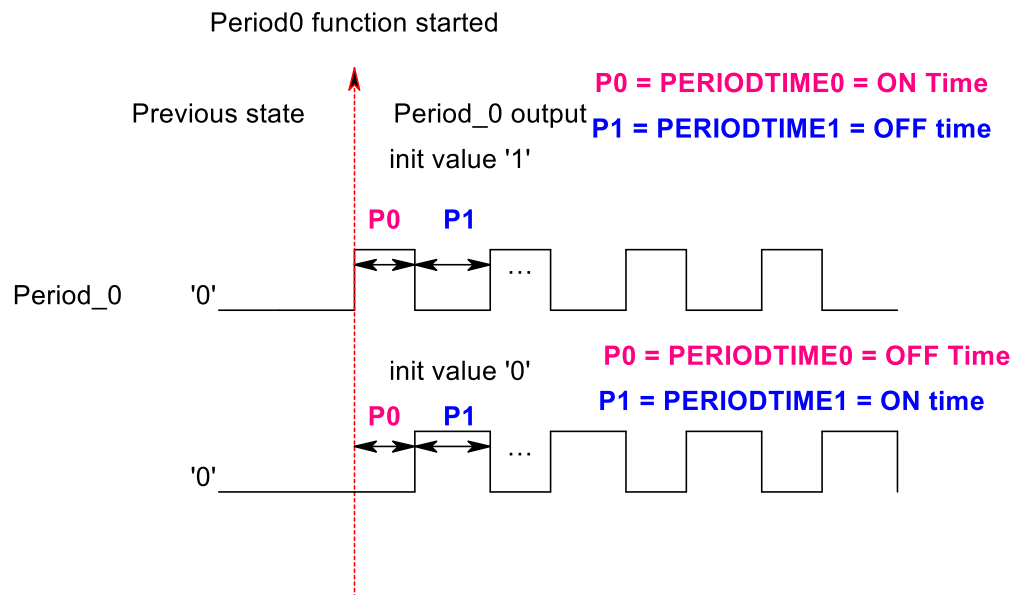 Period0 function started
P0 = PERIODTIME0 = ON Time
Previous state
Period_0 output
P1 = PERIODTIME1 = OFF time
init value '1'
P0
P1
...
Period_0
'0'
P0 = PERIODTIME0 = OFF Time
init value '0'
P1 = PERIODTIME1 = ON time
P0
P1
...
'0'